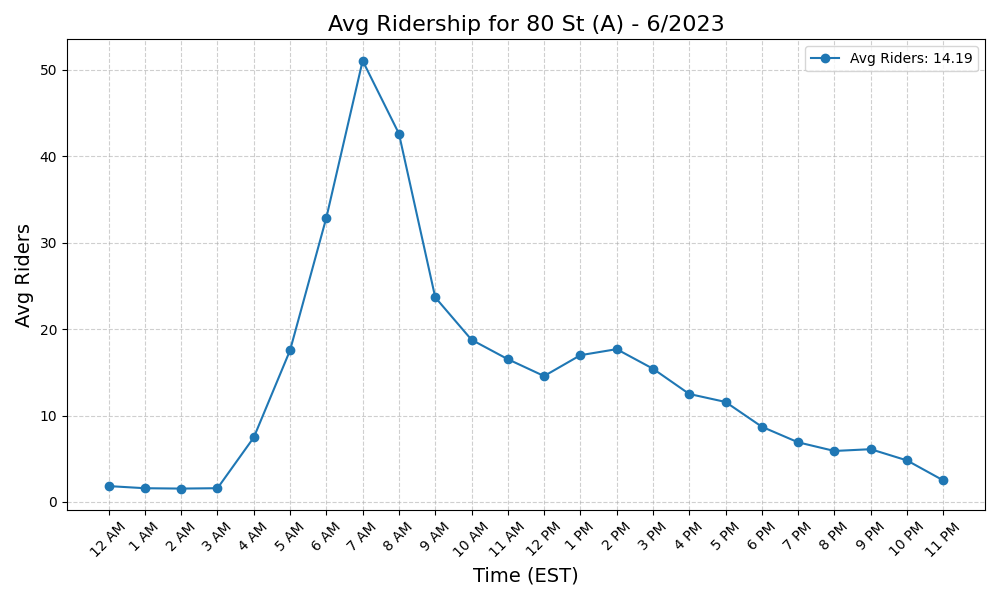 Avg Ridership for 80 St (A) - 6/2023
Avg Riders: 14.19
Avg Riders
50
40
30
20
10
0
12 AM
1 AM
2 AM
3 AM
4 AM
5 AM
6 AM
7 AM
8 AM
9 AM
10 AM
11 AM
12 PM
1 PM
2 PM
3 PM
4 PM
5 PM
6 PM
7 PM
8 PM
9 PM
10 PM
11 PM
Time (EST)